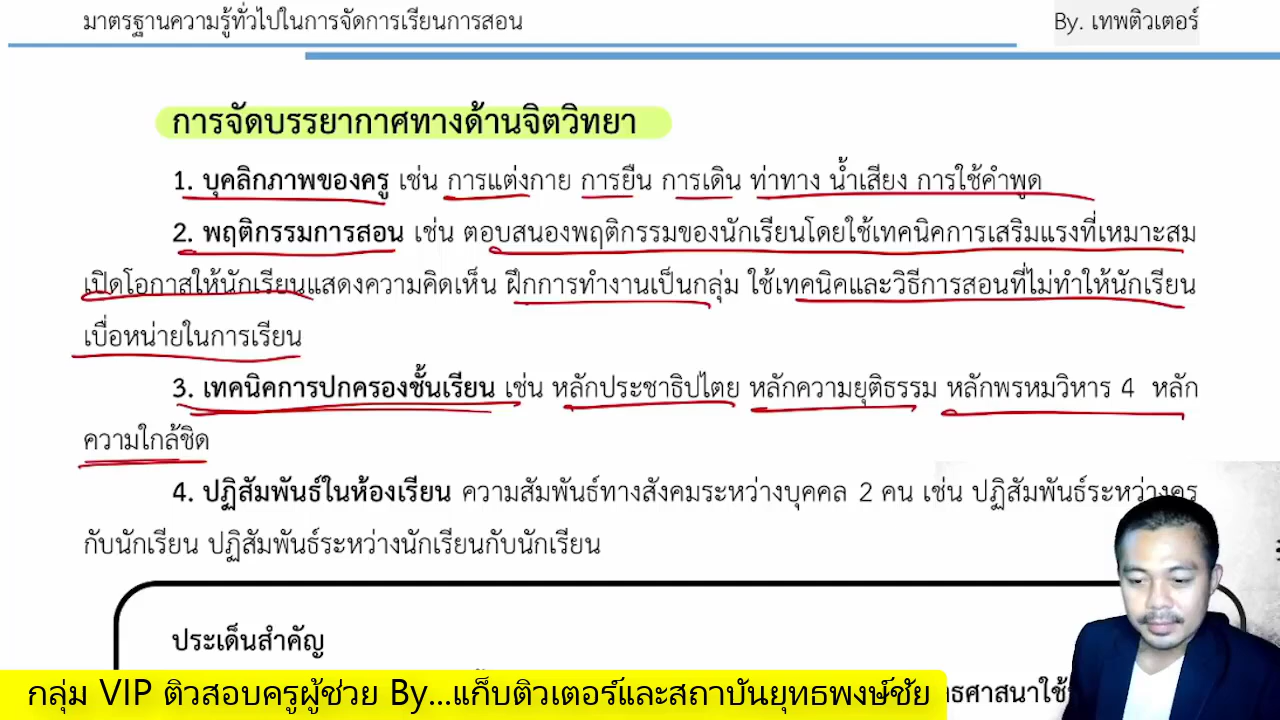 มาตรฐานความรู้ทั่วไปในการจัดการเรียนการสอน By. เทพติวเตอร์
การจัดบรรยากาศทางด้านจิตวิทยา
1. บุคลิกภาพของครู เช่น การแต่งกาย การยืน การเดิน ท่าทาง น้ำเสียง การใช้คำพูด
2. พฤติกรรมการสอน เช่น ตอบสนองพฤติกรรมของนักเรียนโดยใช้เทคนิคการเสริมแรงที่เหมาะสม
เปิดโอกาสให้นักเรียนแสดงความคิดเห็น ฝึกการทำงานเป็นกลุ่ม ใช้เทคนิคและวิธีการสอนที่ไม่ทำให้นักเรียน
เบื่อหน่ายในการเรียน
3. เทคนิคการปกครองชั้นเรียน เช่น หลักประชาธิปไตย หลักความยุติธรรม หลักพรหมวิหาร 4 หลัก
ความใกล้ชิด
4. ปฏิสัมพันธ์ในห้องเรียน ความสัมพันธ์ทางสังคมระหว่างบุคคล 2 คน เช่น ปฏิสัมพันธ์ระหว่างครู
กับนักเรียน ปฏิสัมพันธ์ระหว่างนักเรียนกับนักเรียน
ประเด็นสำคัญ
กลุ่ม VIP ติวสอบครูผู้ช่วย By...แก็บติวเตอร์และสถาบันยุทธพงษ์ชัย